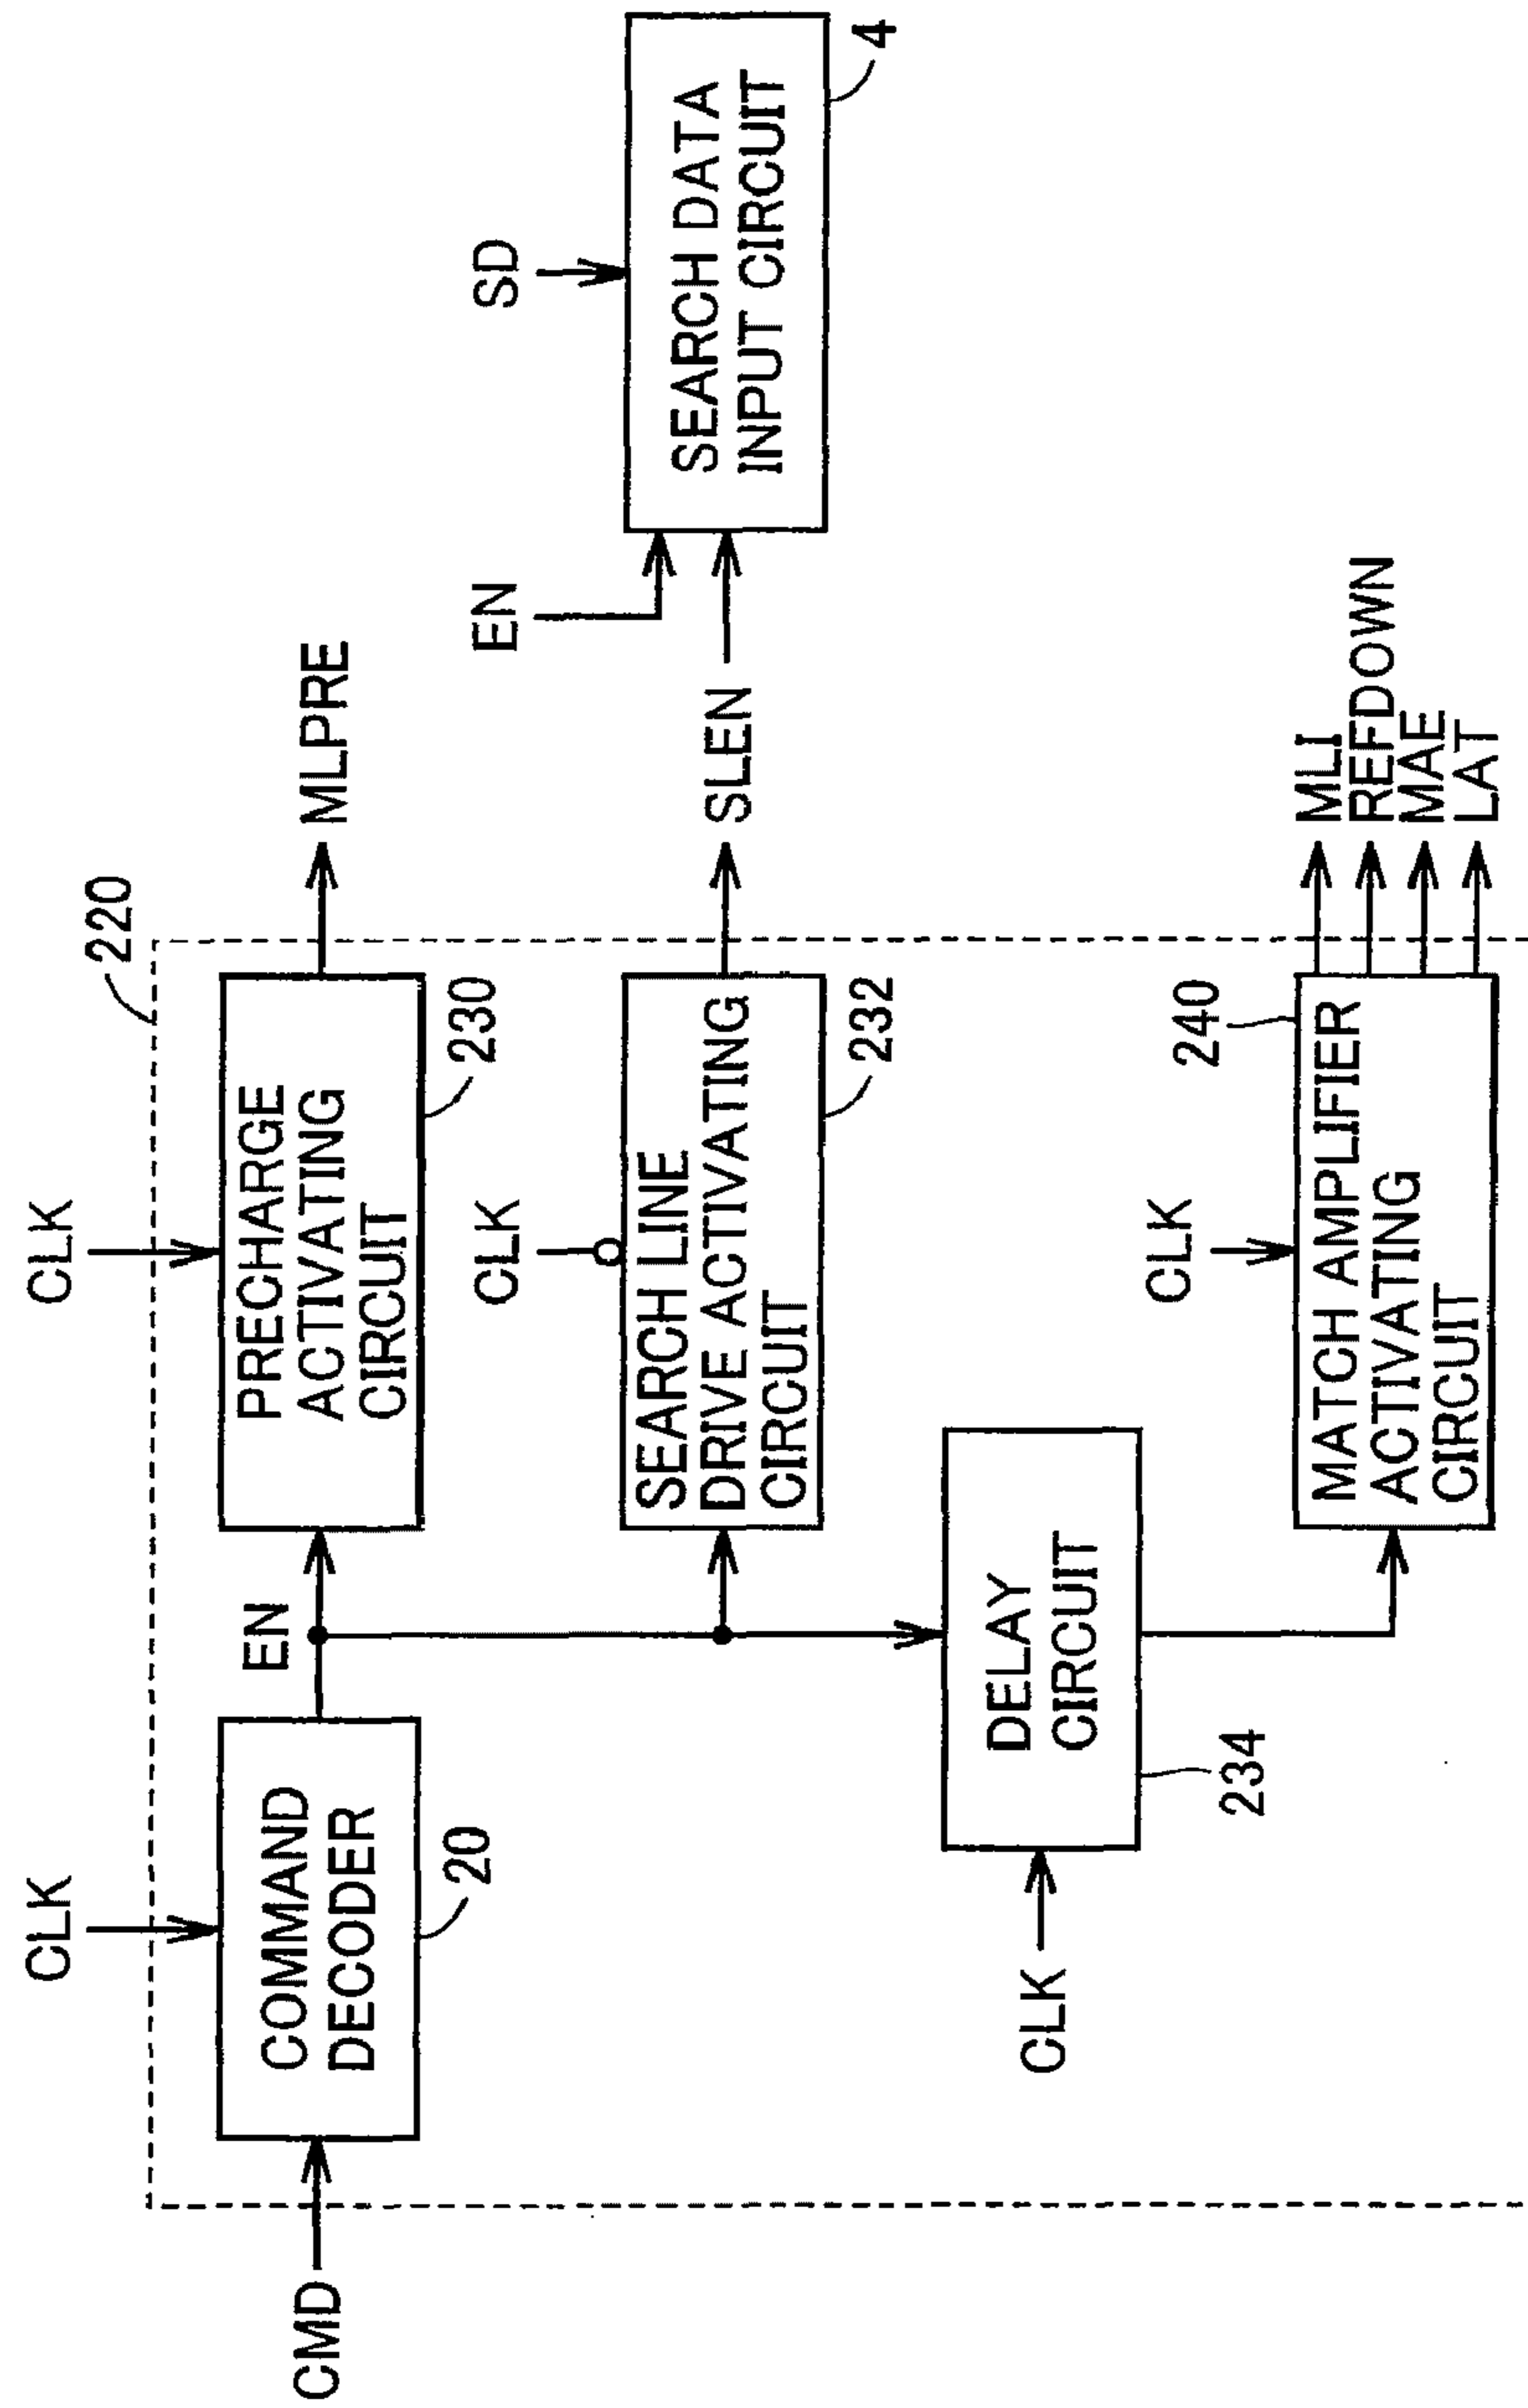 220
CLK
CLK
CMD
COMMAND
DECODER
20
EN
PRECHARGE
ACTIVATING
CIRCUIT
230
MLPRE
CLK
SEARCH LINE
DRIVE ACTIVATING
CIRCUIT
232
SLEN
EN
SD
SEARCH DATA
INPUT CIRCUIT
4
CLK
DELAY
CIRCUIT
234
CLK
MATCH AMPLIFIER
ACTIVATING
CIRCUIT
240
MLI
REFDOWN
MAE
LAT